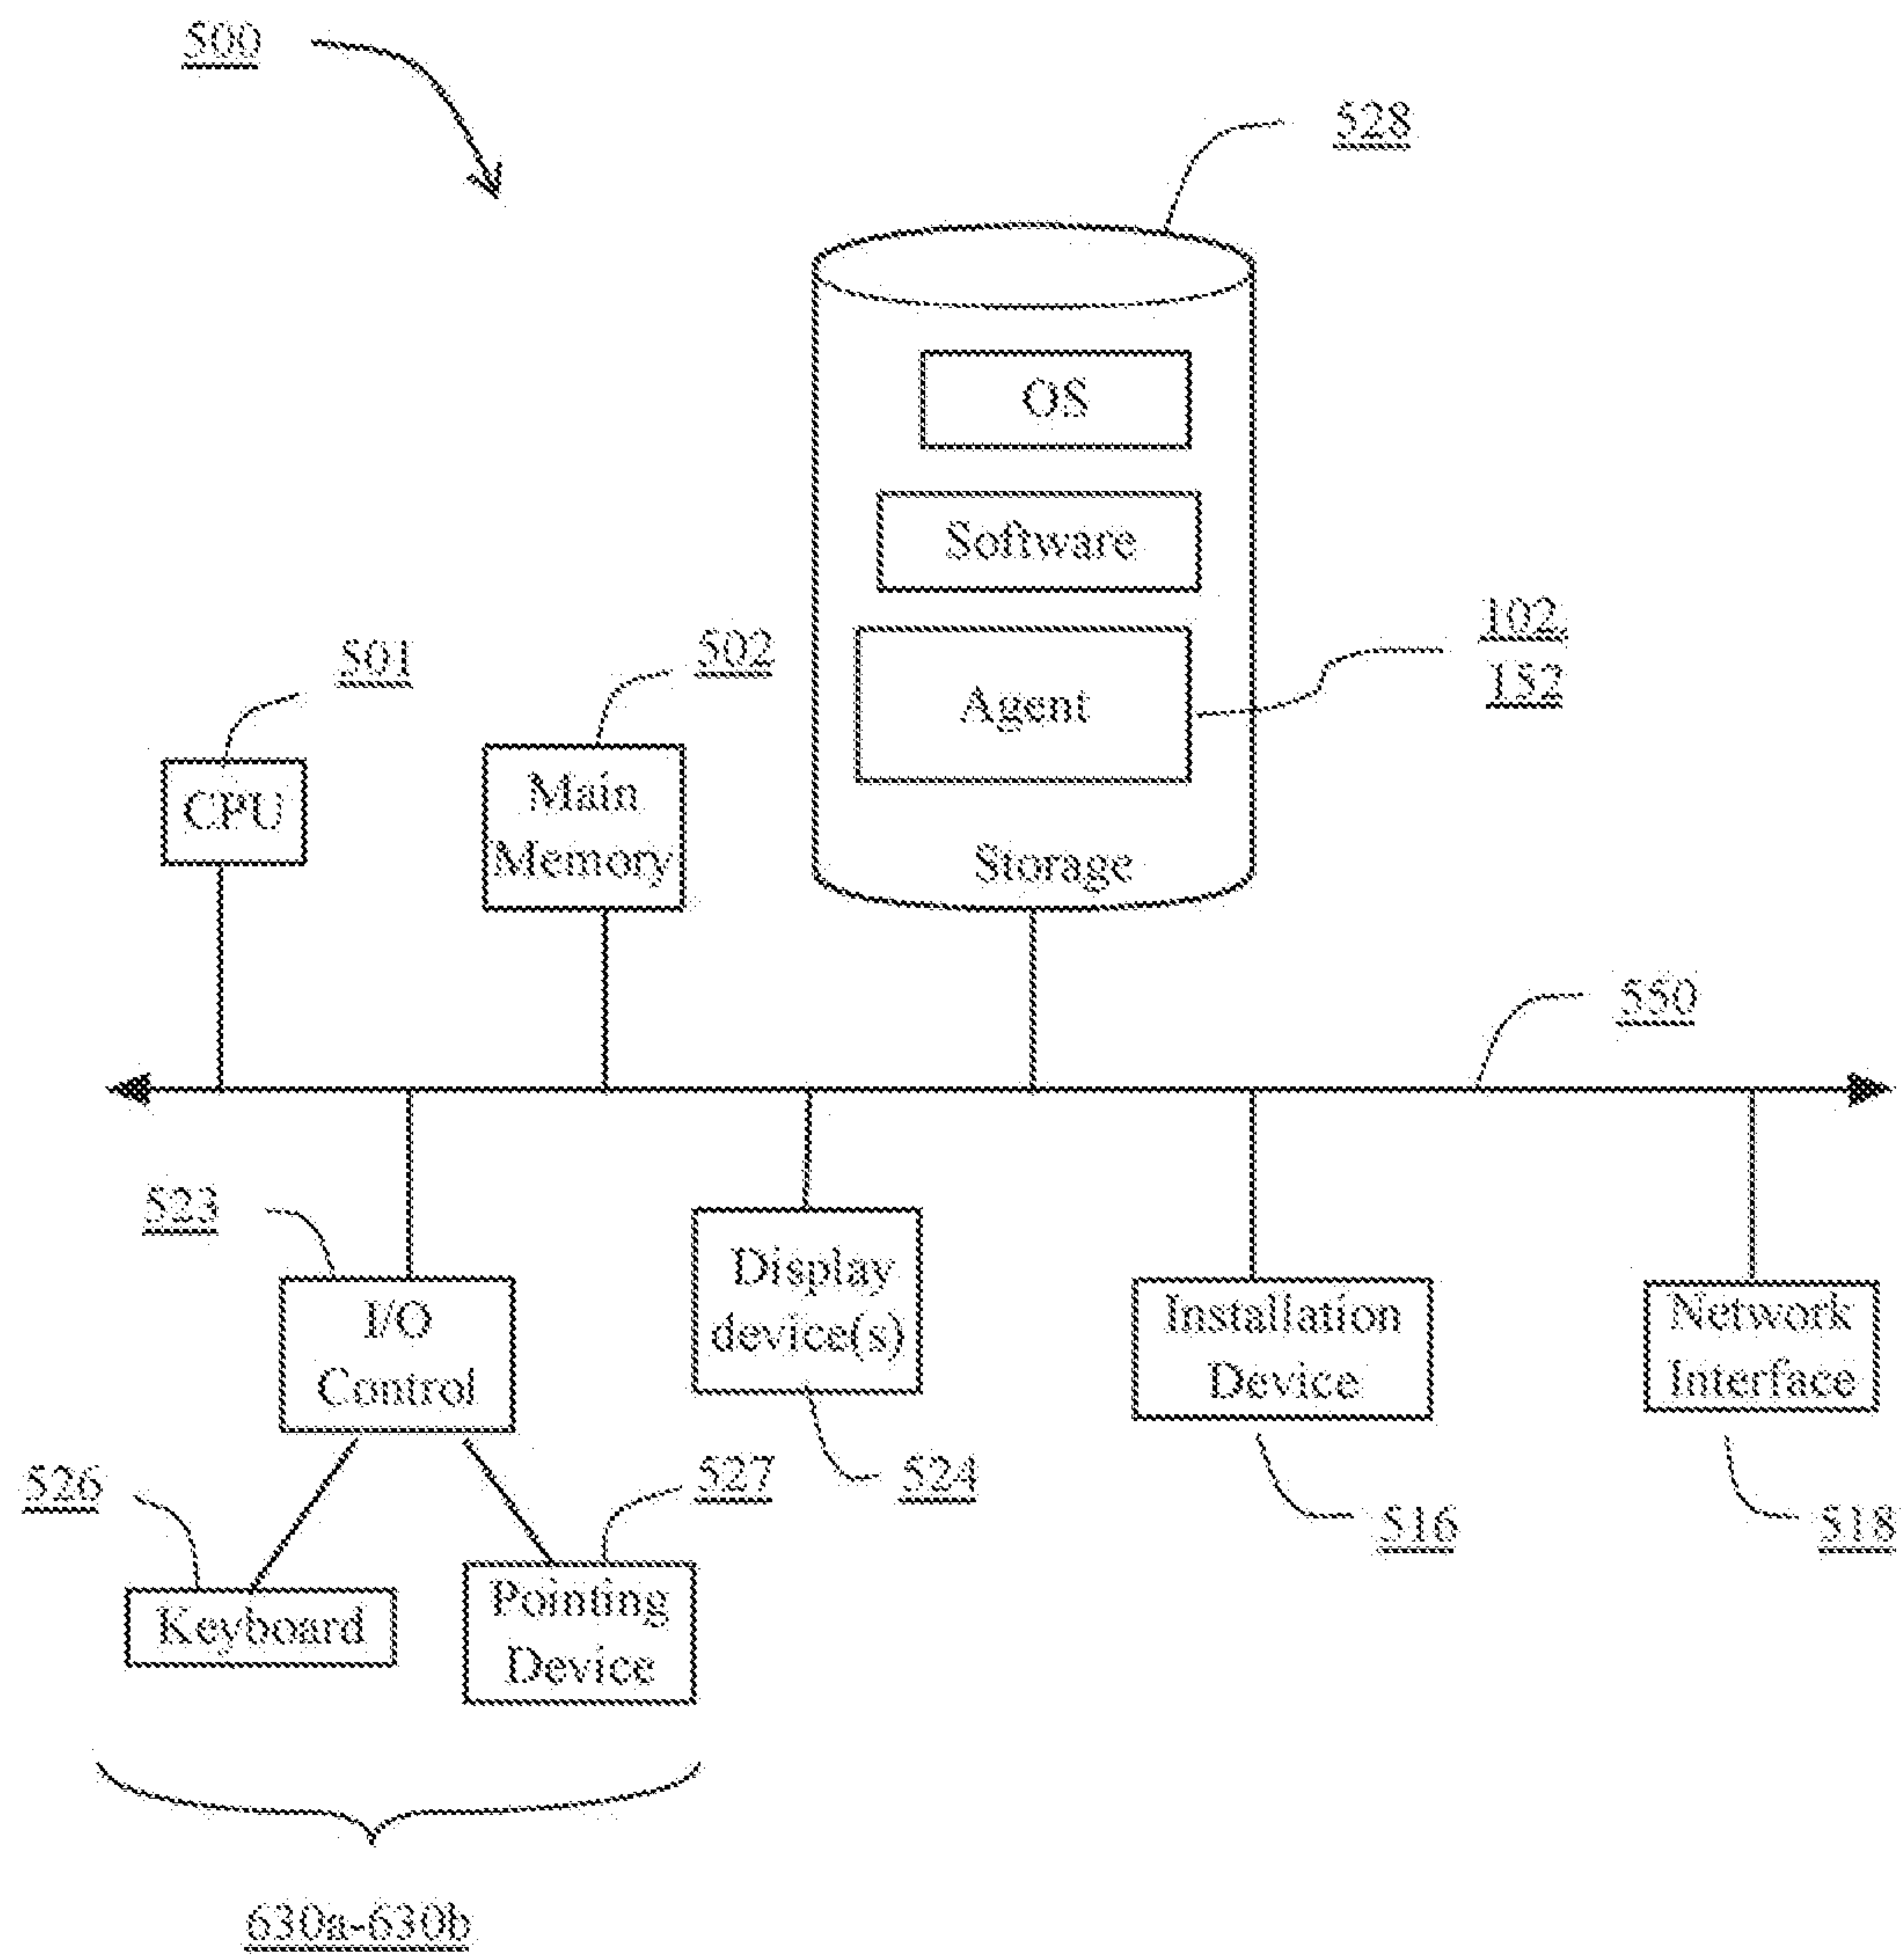 500
528
OS
Software
102
152
501
502
Agent
CPU
Main
Memory
Storage
550
523
I/O
Control
Display
device(s)
Installation
Device
Network
Interface
526
527
524
516
518
Keyboard
Pointing
Device
630a-630b